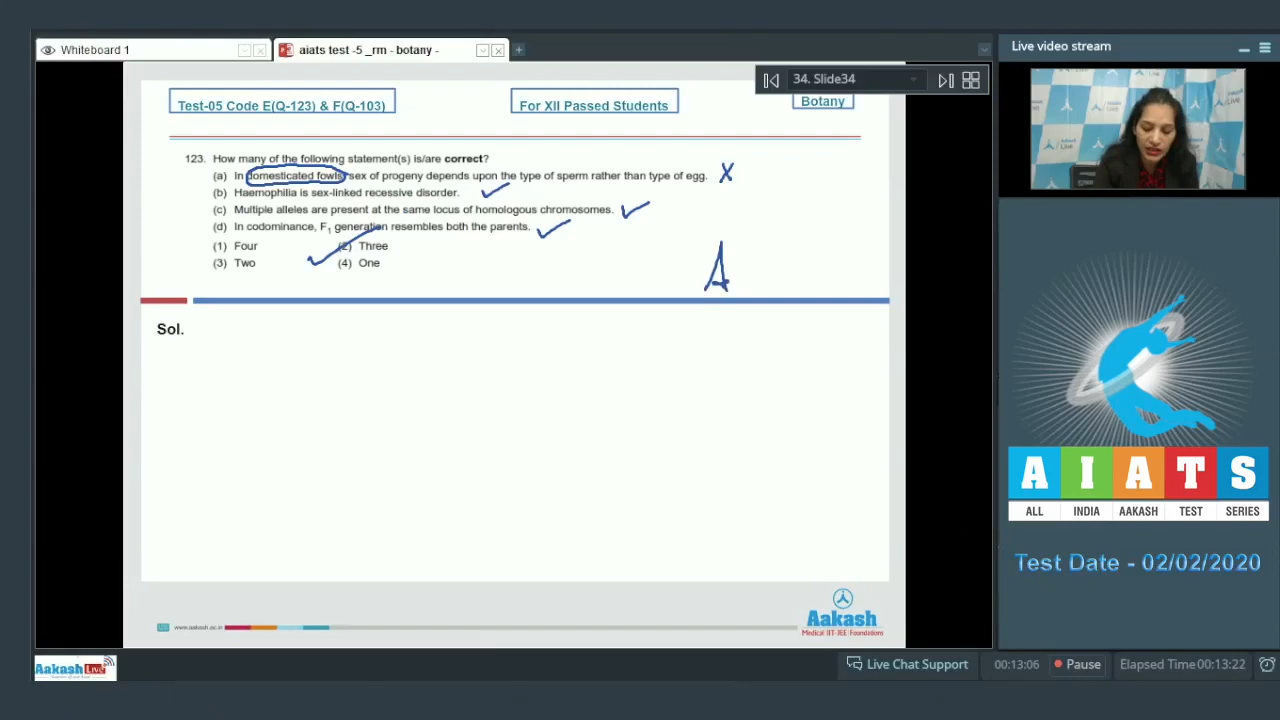 Whiteboard 1
aiats test -5 _rm - botany -
Live video stream
34. Slide34
Test-05 Code E(Q-123) & F(Q-103)
For XII Passed Students
Botany
123. How many of the following statement(s) is/are correct?
(a) In domesticated fowls sex of progeny depends upon the type of sperm rather than type of egg.
(b) Haemophilia is sex-linked recessive disorder.
(c) Multiple alleles are present at the same locus of homologous chromosomes.
(d) In codominance, F1 generation resembles both the parents.
(1) Four (2) Three
(3) Two (4) One
A
Sol.
A I A T S
ALL INDIA AAKASH TEST SERIES
Test Date - 02/02/2020
www.aakash.ac.in
Aakash
Medical|IIT-JEE|Foundations
Aakash Live
Live Chat Support
00:13:06
Pause
Elapsed Time 00:13:22